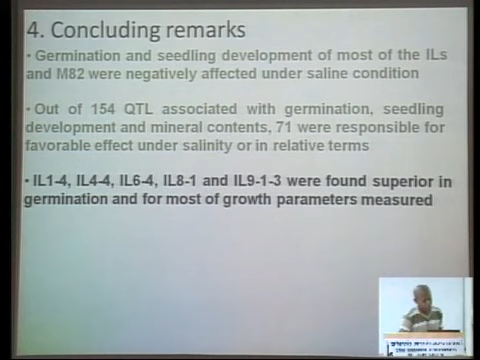 4. Concluding remarks
• Germination and seedling development of most of the ILs
and M82 were negatively affected under saline condition
• Out of 154 QTL associated with germination, seedling
development and mineral contents, 71 were responsible for
favorable effect under salinity or in relative terms
• IL1-4, IL4-4, IL6-4, IL8-1 and IL9-1-3 were found superior in
germination and for most of growth parameters measured